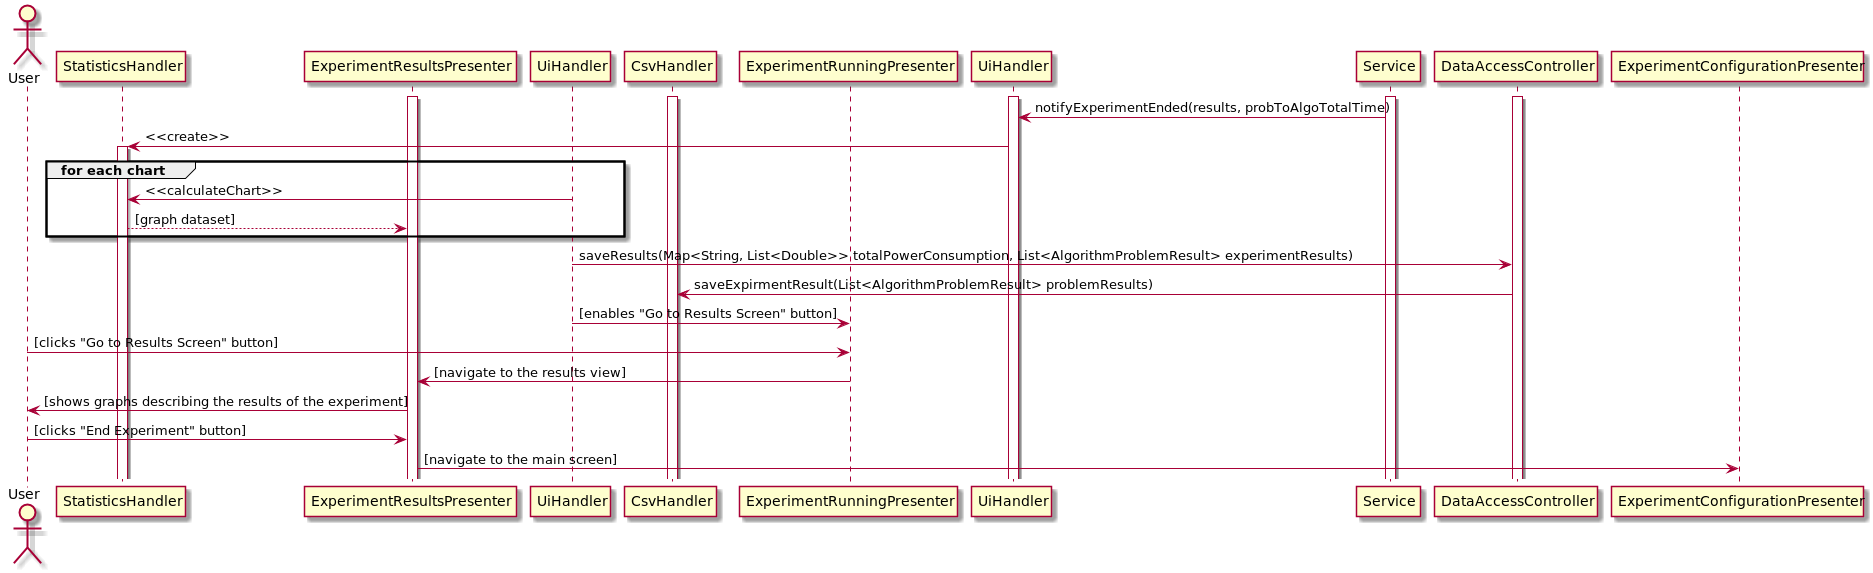 User
StatisticsHandler
ExperimentResultsPresenter
UiHandler
CsvHandler
ExperimentRunningPresenter
UiHandler
Service
DataAccessController
ExperimentConfigurationPresenter
notifyExperimentEnded(results, probToAlgoTotalTime)
<<create>>
for each chart
<<calculateChart>>
[graph dataset]
saveResults(Map<String, List<Double>> totalPowerConsumption, List<AlgorithmProblemResult> experimentResults)
saveExpirmentResult(List<AlgorithmProblemResult> problemResults)
[enables "Go to Results Screen" button]
[clicks "Go to Results Screen" button]
[navigate to the results view]
[shows graphs describing the results of the experiment]
[clicks "End Experiment" button]
[navigate to the main screen]
User
StatisticsHandler
ExperimentResultsPresenter
UiHandler
CsvHandler
ExperimentRunningPresenter
UiHandler
Service
DataAccessController
ExperimentConfigurationPresenter